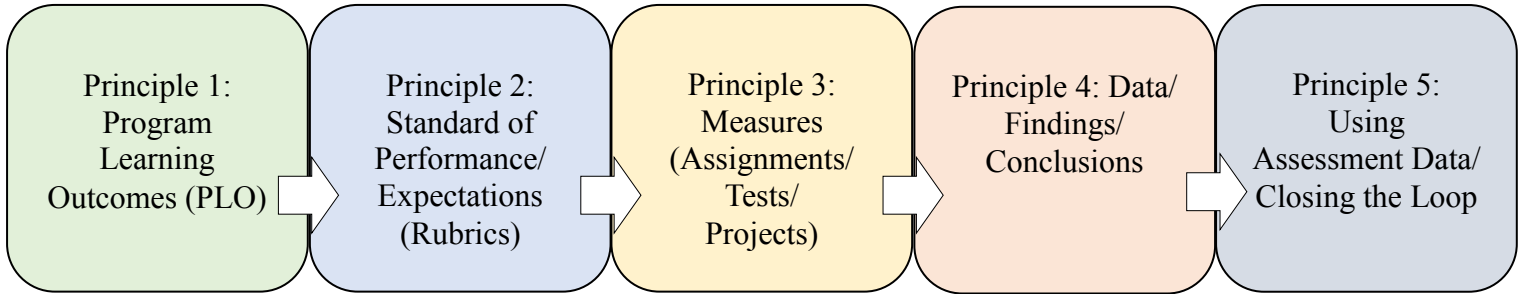 Principle 1:
Program
Learning
Outcomes (PLO)
Principle 2:
Standard of
Performance/
Expectations
(Rubrics)
Principle 3:
Measures
(Assignments/
Tests/
Projects)
Principle 4: Data/
Findings/
Conclusions
Principle 5:
Using
Assessment Data/
Closing the Loop